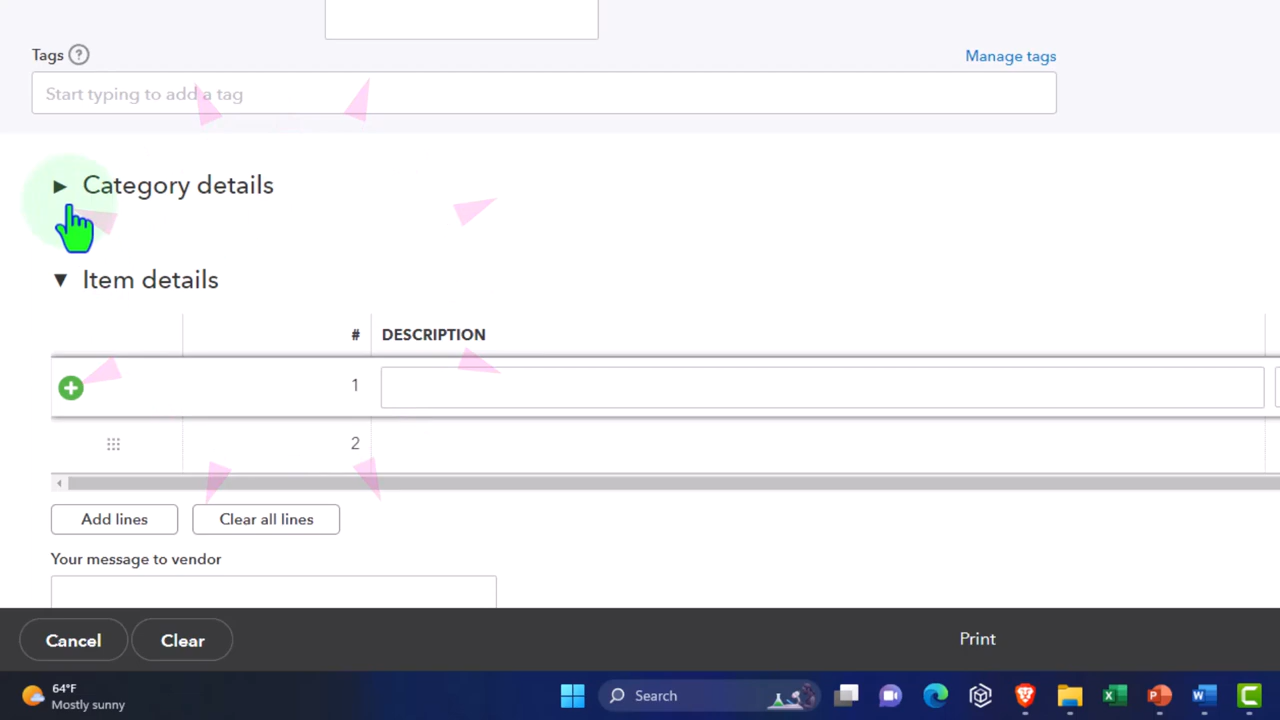 Tags ?
Manage tags
Start typing to add a tag
Category details
Item details
# DESCRIPTION
1
2
Add lines Clear all lines
Your message to vendor
Cancel Clear Print
64°F
Mostly sunny
Search